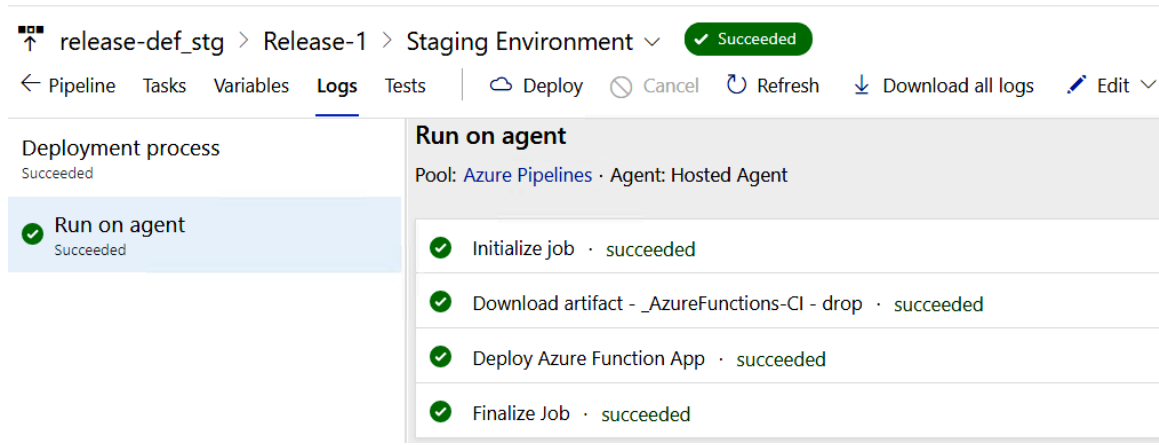 release-def_stg > Release-1 > Staging Environment Succeeded
Pipeline Tasks Variables Logs Tests Deploy Cancel Refresh Download all logs Edit
Deployment process
Succeeded
Run on agent
Succeeded
Run on agent
Pool: Azure Pipelines · Agent: Hosted Agent
Initialize job · succeeded
Download artifact - _AzureFunctions-CI - drop · succeeded
Deploy Azure Function App · succeeded
Finalize Job · succeeded